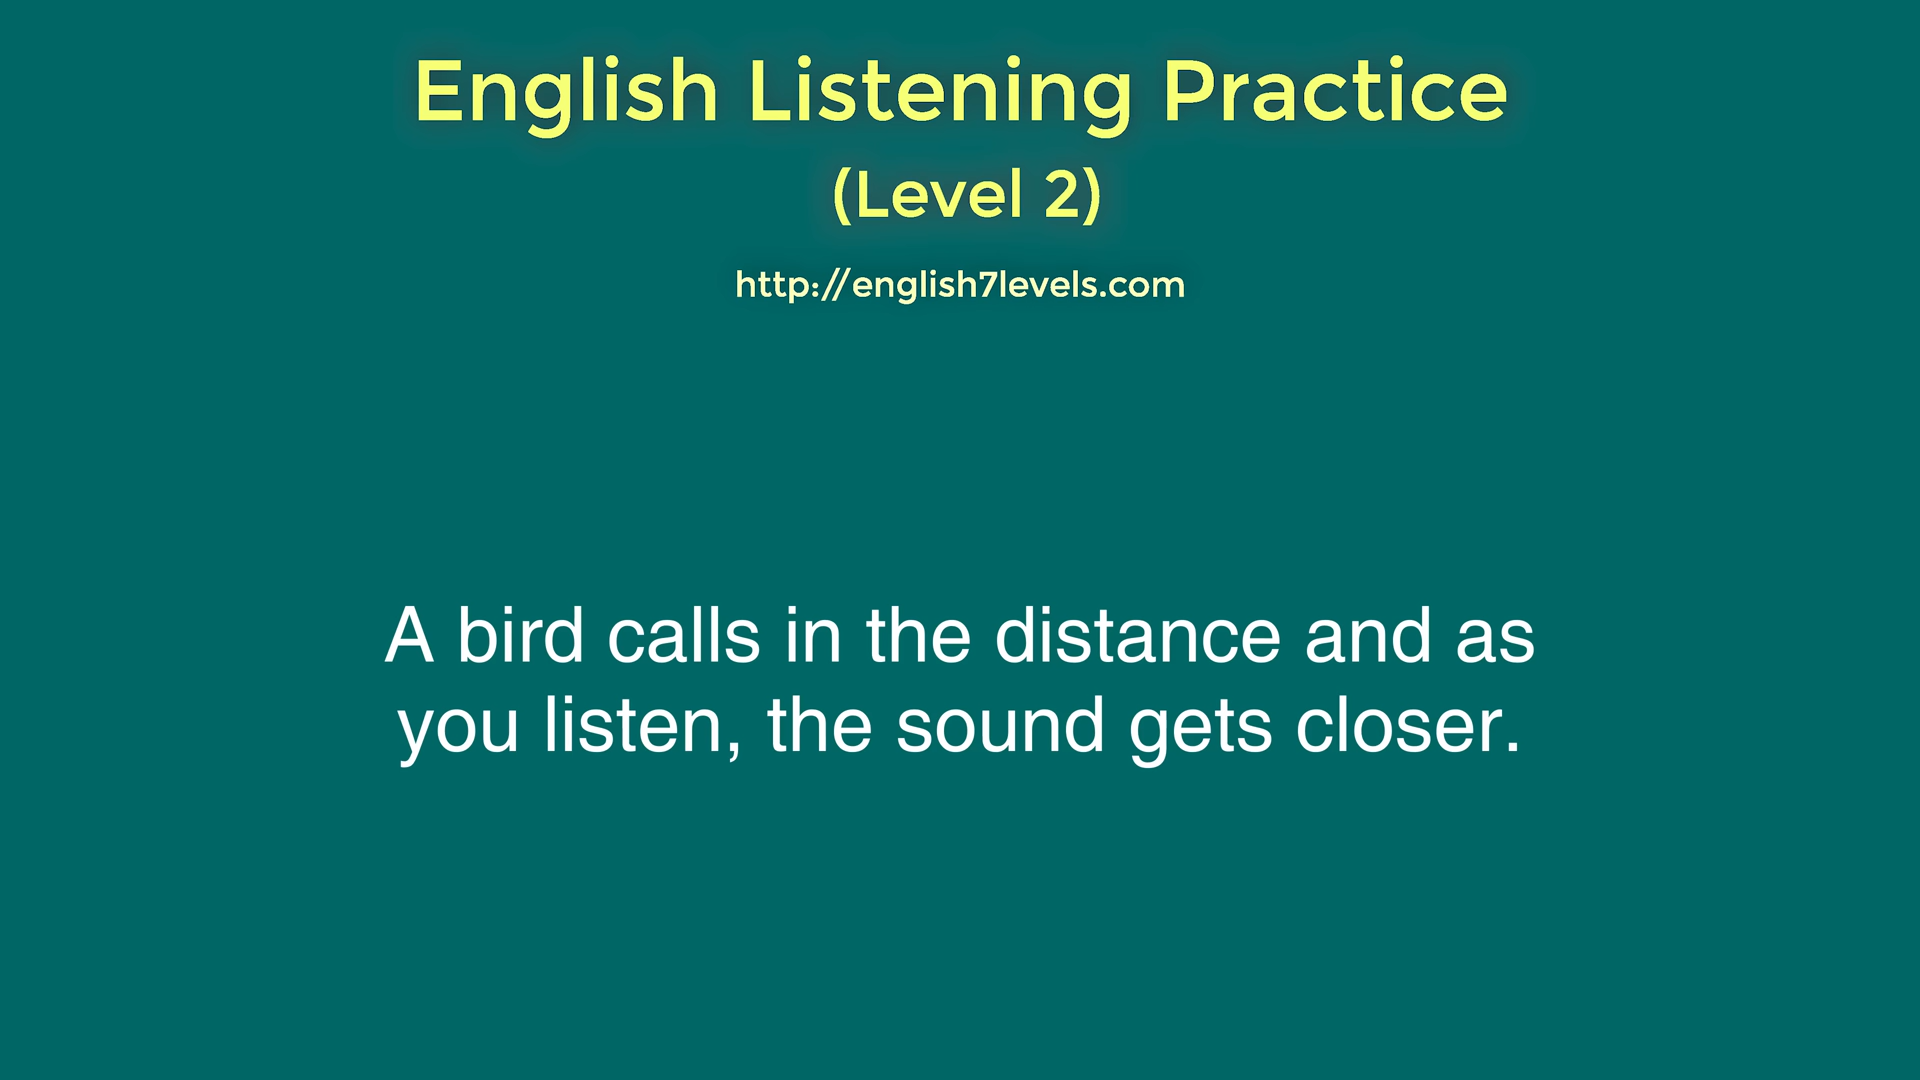 English Listening Practice
(Level 2)
http://english7levels.com
A bird calls in the distance and as
you listen, the sound gets closer.